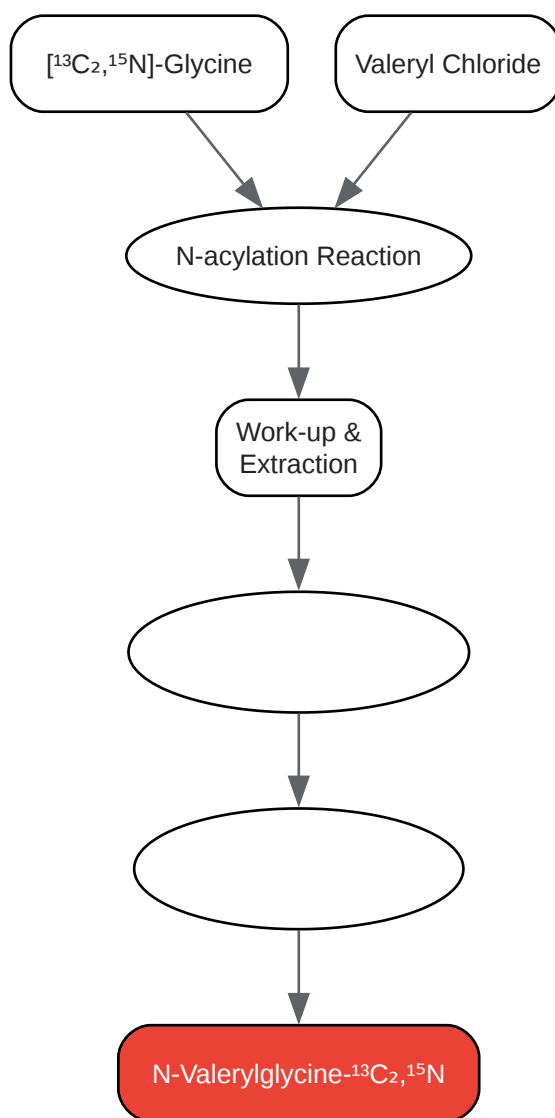 [¹³C₂,¹⁵N]-Glycine
Valeryl Chloride
N-acylation Reaction
Work-up &
Extraction
N-Valerylglycine-¹³C₂,¹⁵N